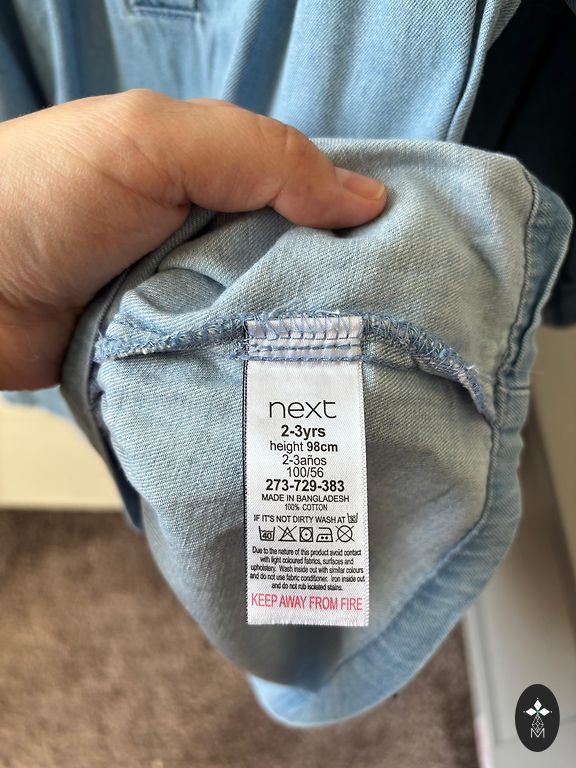 next
2-3yrs
height 98cm
2-3años
100/56
273-729-383
MADE IN BANGLADESH
100% COTTON
IF IT'S NOT DIRTY WASH AT 30
40
Due to the nature of this product avoid contact
with light coloured fabrics, surfaces and
upholstery. Wash inside out with similar colours
and do not use fabric conditioner. Iron inside out
and do not rub isolated stains.
KEEP AWAY FROM FIRE
M